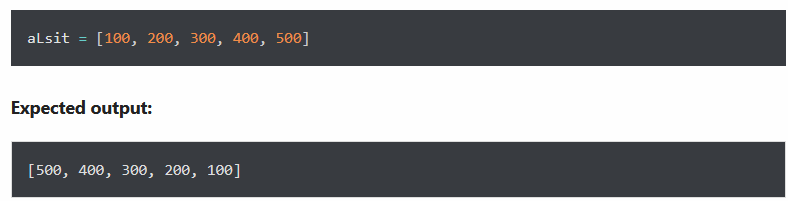 aLsit = [100, 200, 300, 400, 500]
Expected output:
[500, 400, 300, 200, 100]